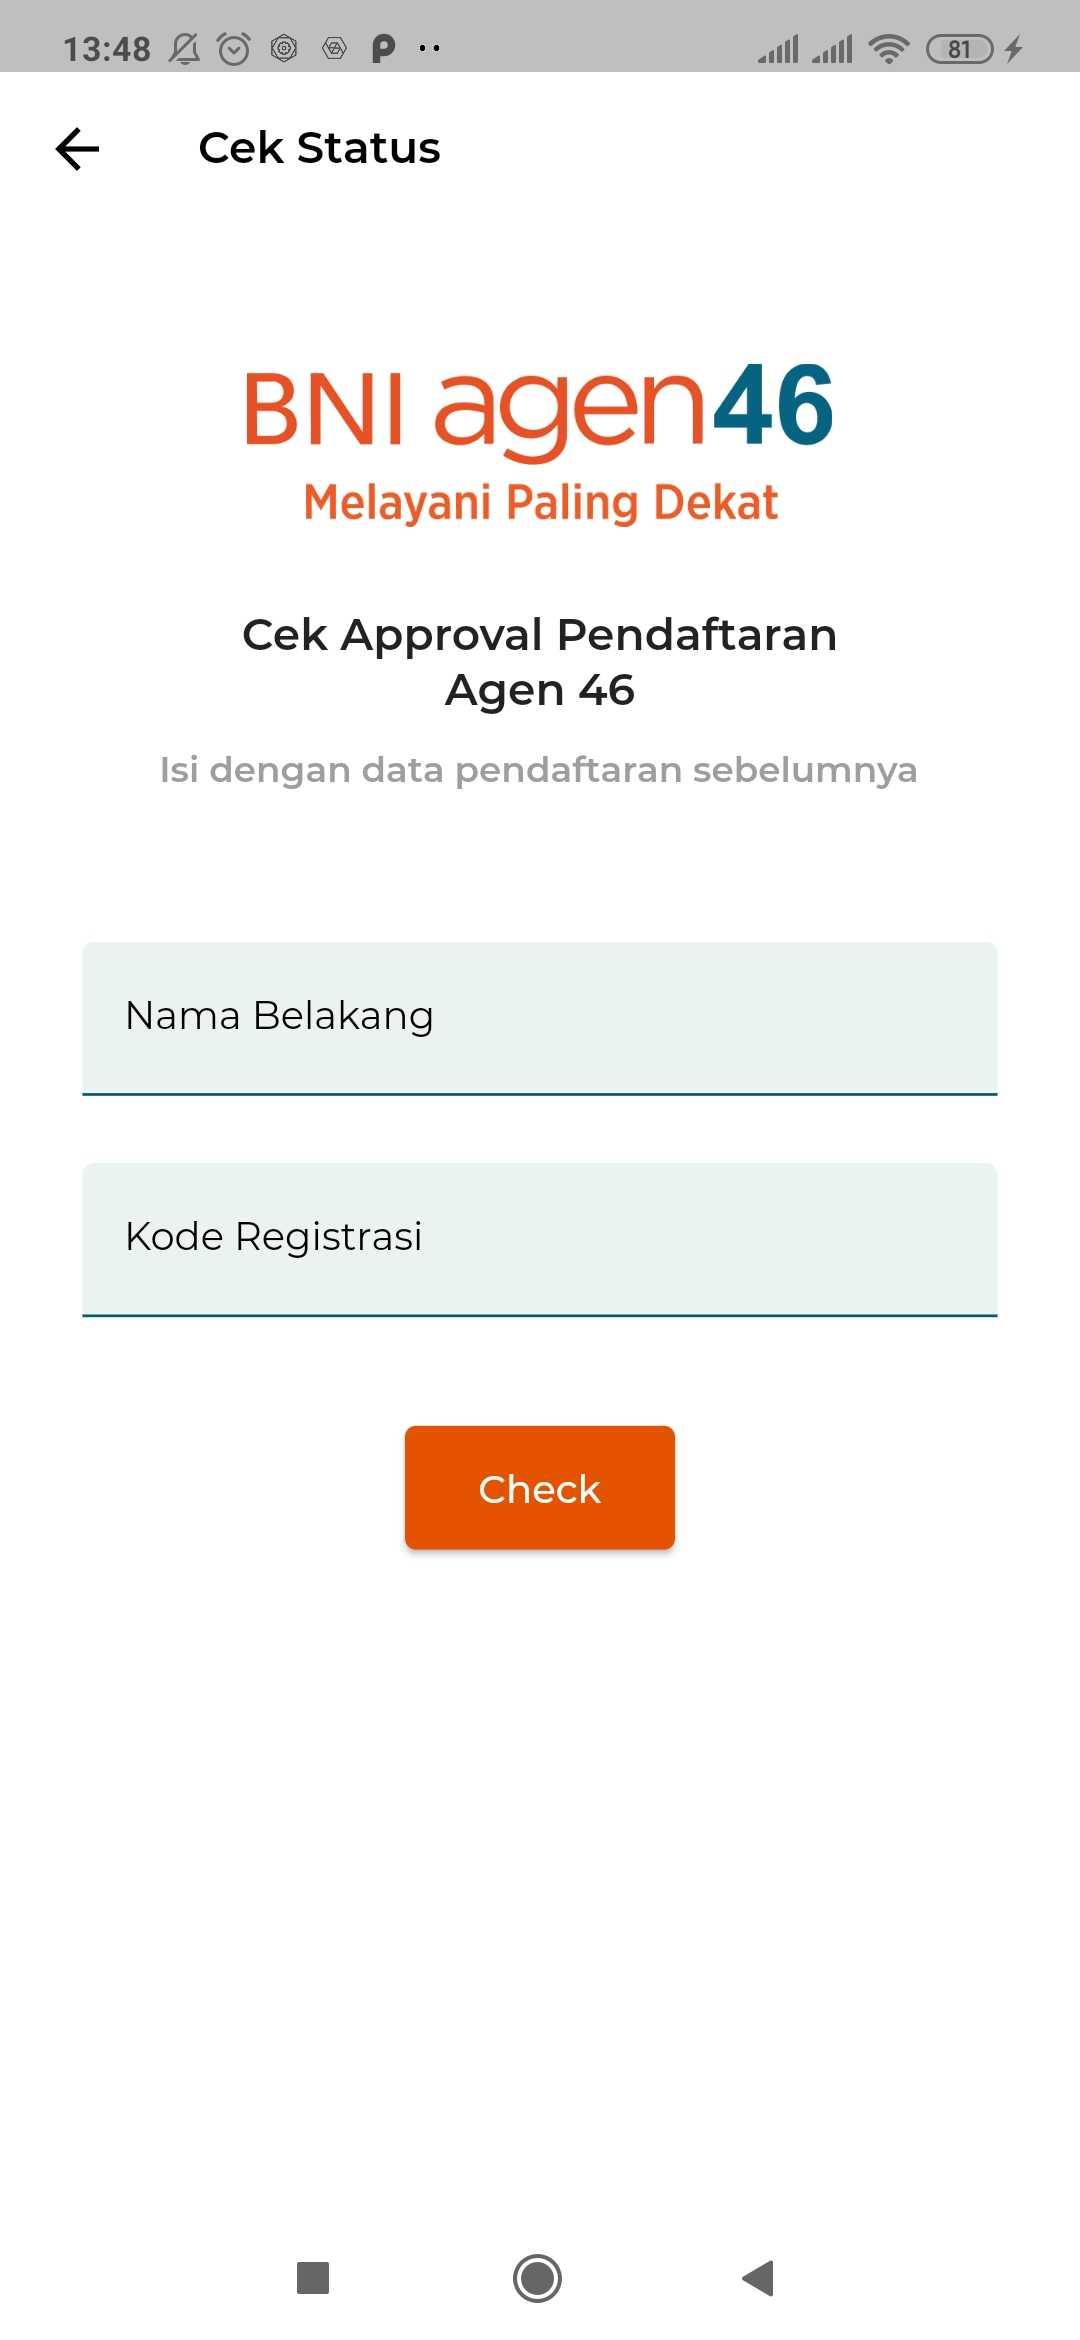 13:48
81
Cek Status
BNI agen46
Melayani Paling Dekat
Cek Approval Pendaftaran
Agen 46
Isi dengan data pendaftaran sebelumnya
Nama Belakang
Kode Registrasi
Check